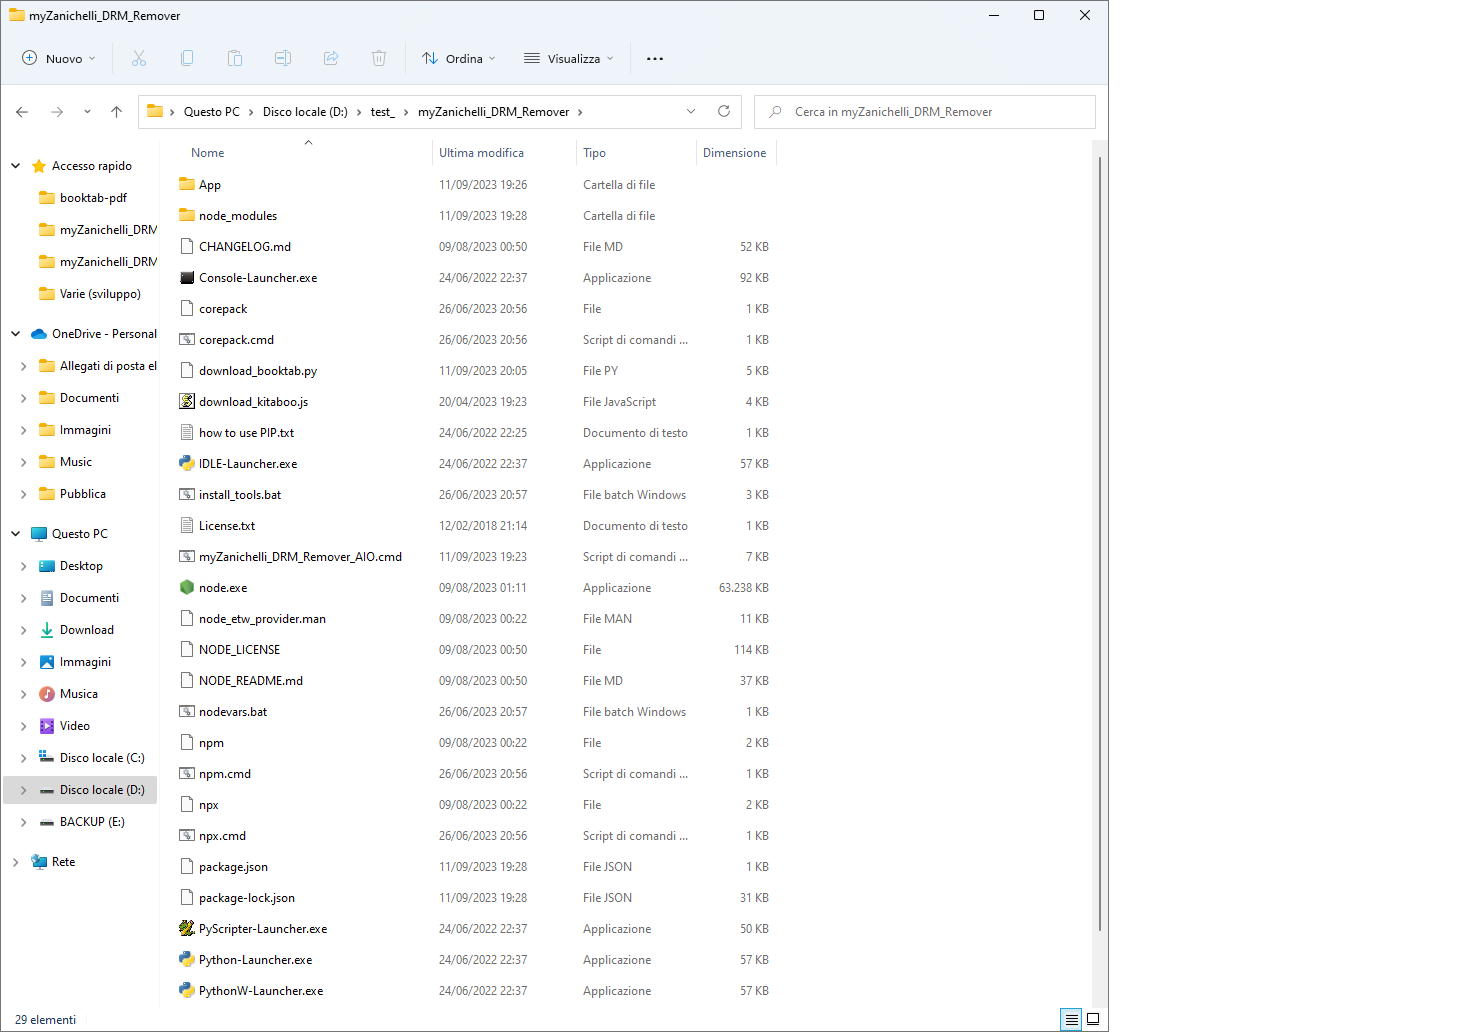 myZanichelli_DRM_Remover
Nuovo
Ordina
Visualizza
Questo PC > Disco locale (D:) > test_ > myZanichelli_DRM_Remover >
Cerca in myZanichelli_DRM_Remover
Nome Ultima modifica Tipo Dimensione
Accesso rapido
booktab-pdf
myZanichelli_DRM
myZanichelli_DRM
Varie (sviluppo)
OneDrive - Personal
Allegati di posta el
Documenti
Immagini
Music
Pubblica
Questo PC
Desktop
Documenti
Download
Immagini
Musica
Video
Disco locale (C:)
Disco locale (D:)
BACKUP (E:)
Rete
App 11/09/2023 19:26 Cartella di file
node_modules 11/09/2023 19:28 Cartella di file
CHANGELOG.md 09/08/2023 00:50 File MD 52 KB
Console-Launcher.exe 24/06/2022 22:37 Applicazione 92 KB
corepack 26/06/2023 20:56 File 1 KB
corepack.cmd 26/06/2023 20:56 Script di comandi ... 1 KB
download_booktab.py 11/09/2023 20:05 File PY 5 KB
download_kitaboo.js 20/04/2023 19:23 File JavaScript 4 KB
how to use PIP.txt 24/06/2022 22:25 Documento di testo 1 KB
IDLE-Launcher.exe 24/06/2022 22:37 Applicazione 57 KB
install_tools.bat 26/06/2023 20:57 File batch Windows 3 KB
License.txt 12/02/2018 21:14 Documento di testo 1 KB
myZanichelli_DRM_Remover_AIO.cmd 11/09/2023 19:23 Script di comandi ... 7 KB
node.exe 09/08/2023 01:11 Applicazione 63.238 KB
node_etw_provider.man 09/08/2023 00:22 File MAN 11 KB
NODE_LICENSE 09/08/2023 00:50 File 114 KB
NODE_README.md 09/08/2023 00:50 File MD 37 KB
nodevars.bat 26/06/2023 20:57 File batch Windows 1 KB
npm 09/08/2023 00:22 File 2 KB
npm.cmd 26/06/2023 20:56 Script di comandi ... 1 KB
npx 09/08/2023 00:22 File 2 KB
npx.cmd 26/06/2023 20:56 Script di comandi ... 1 KB
package.json 11/09/2023 19:28 File JSON 1 KB
package-lock.json 11/09/2023 19:28 File JSON 31 KB
PyScripter-Launcher.exe 24/06/2022 22:37 Applicazione 50 KB
Python-Launcher.exe 24/06/2022 22:37 Applicazione 57 KB
PythonW-Launcher.exe 24/06/2022 22:37 Applicazione 57 KB
29 elementi